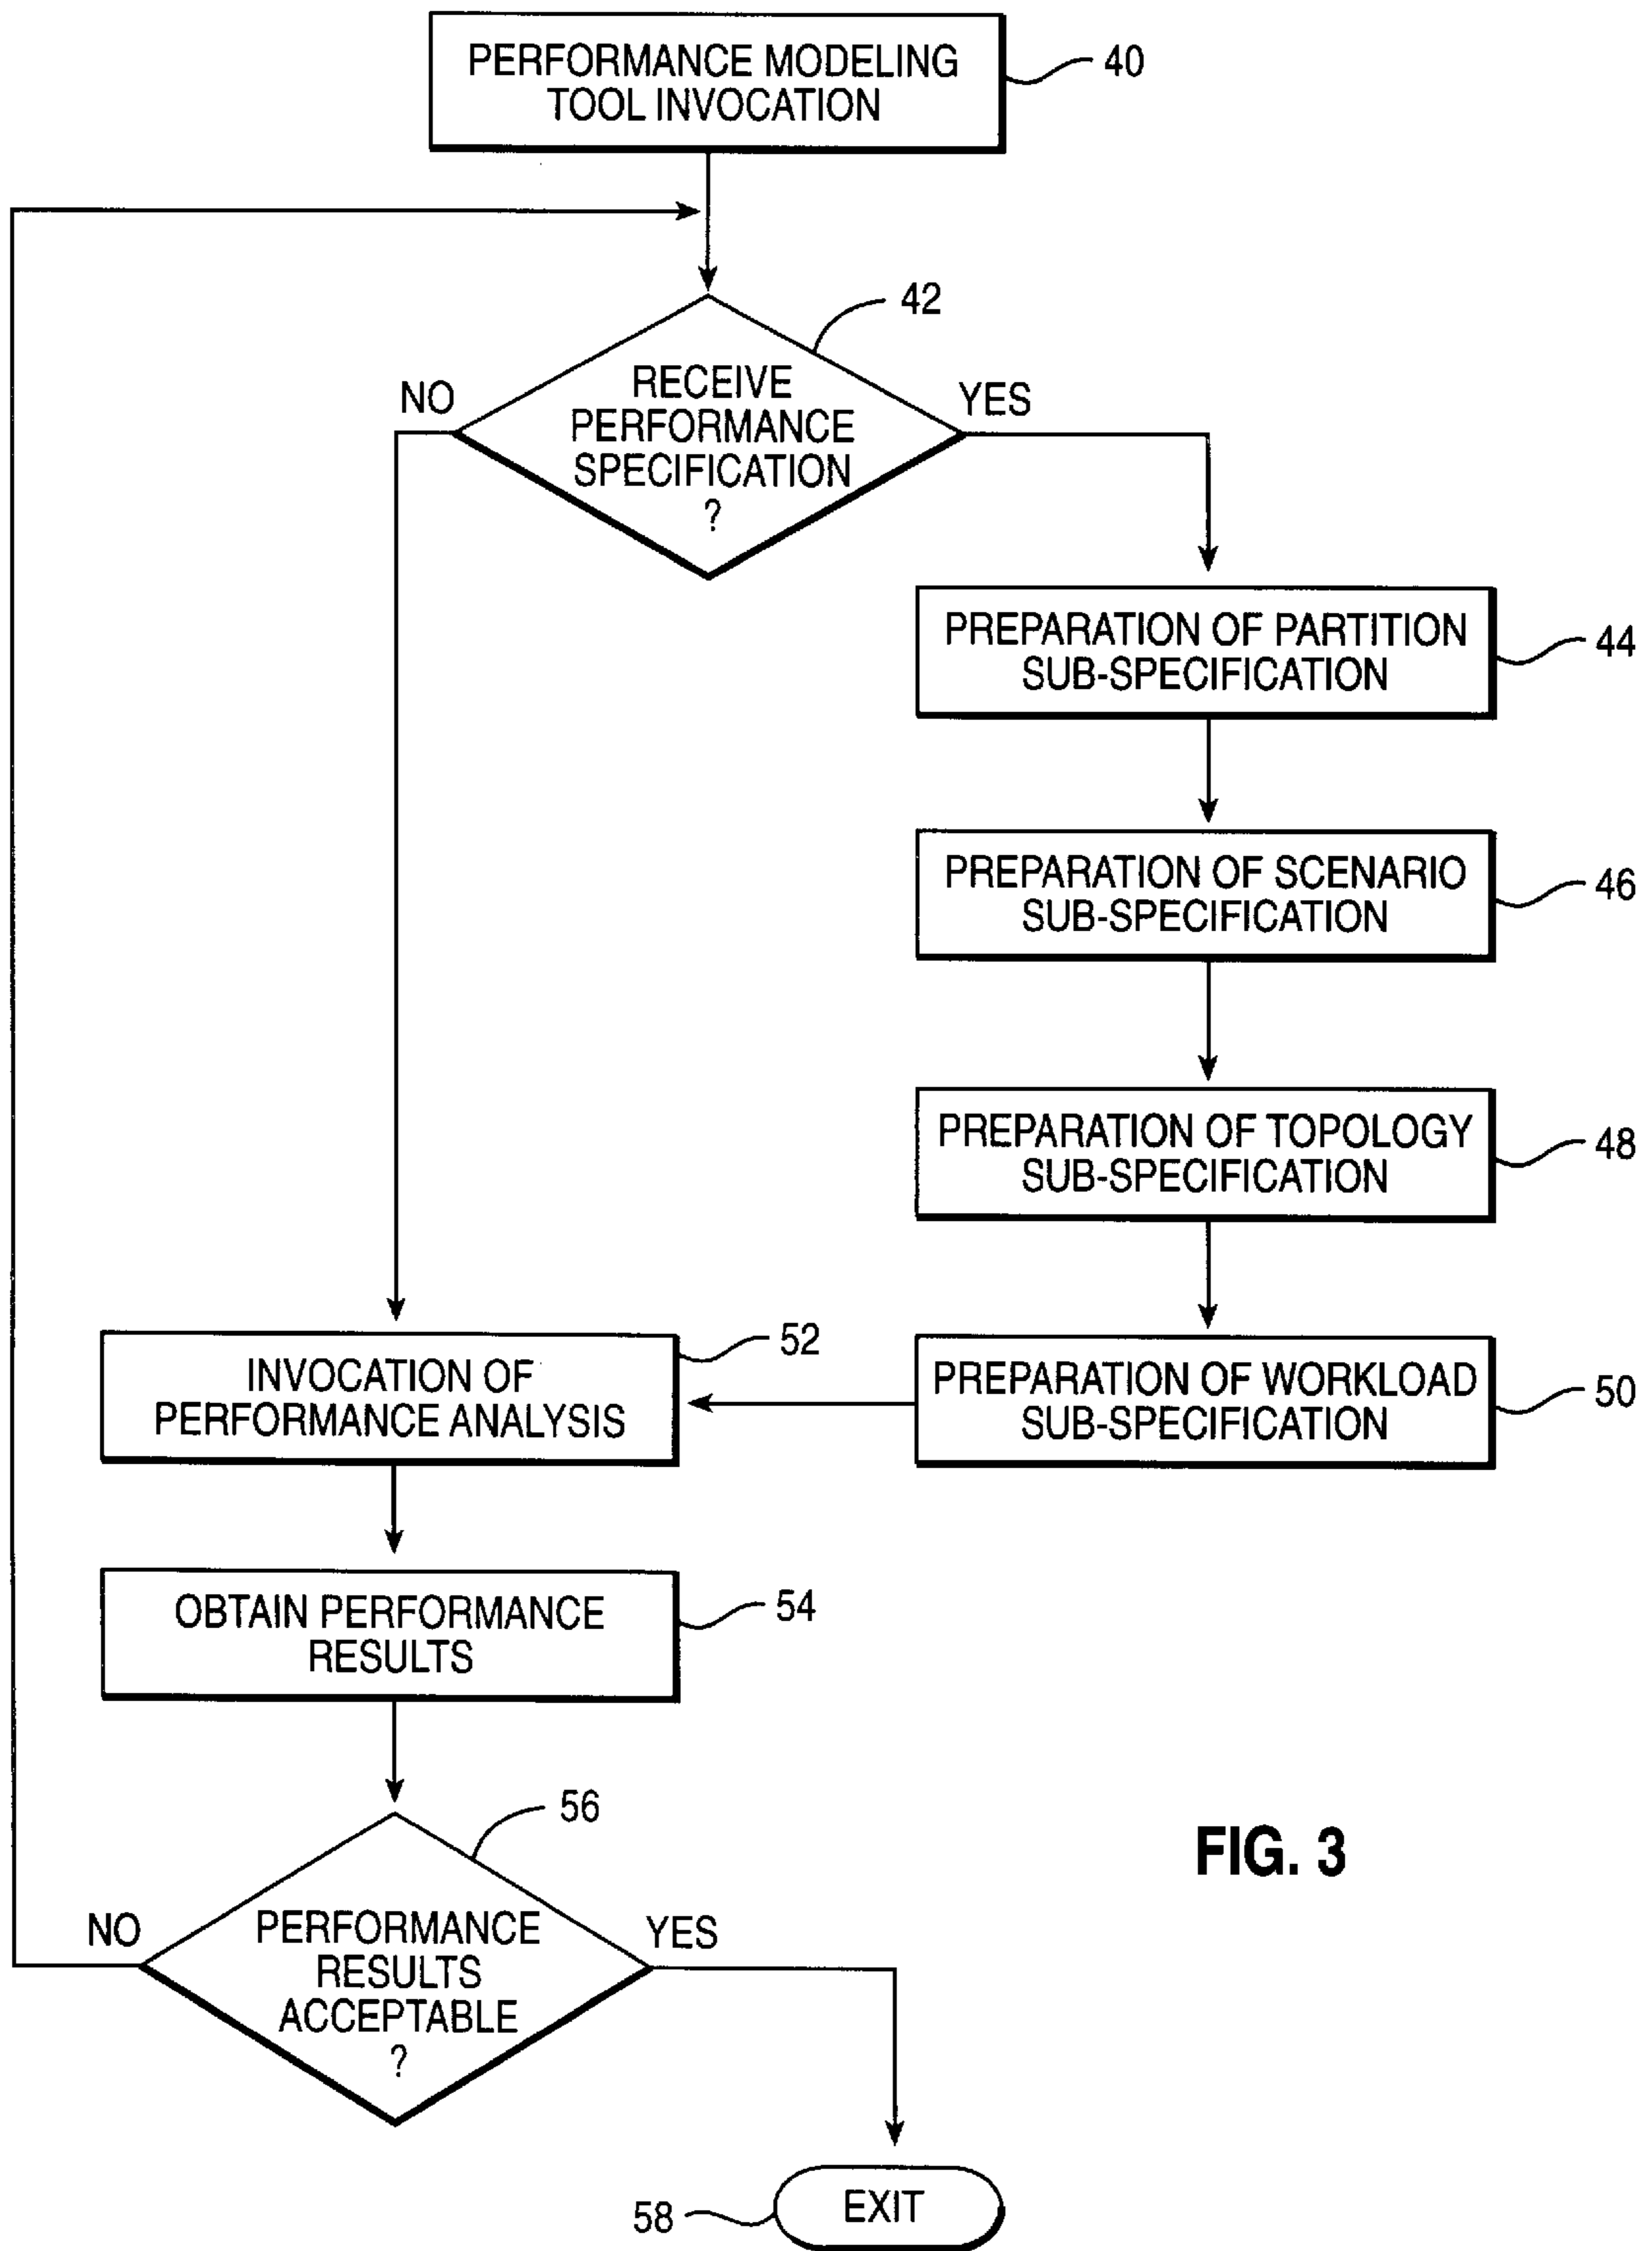 PERFORMANCE MODELING
TOOL INVOCATION
40
42
NO
RECEIVE
PERFORMANCE
SPECIFICATION
?
YES
PREPARATION OF PARTITION
SUB-SPECIFICATION
44
PREPARATION OF SCENARIO
SUB-SPECIFICATION
46
PREPARATION OF TOPOLOGY
SUB-SPECIFICATION
48
INVOCATION OF
PERFORMANCE ANALYSIS
52
PREPARATION OF WORKLOAD
SUB-SPECIFICATION
50
OBTAIN PERFORMANCE
RESULTS
54
56
NO
PERFORMANCE
RESULTS
ACCEPTABLE
?
YES
FIG. 3
58
EXIT